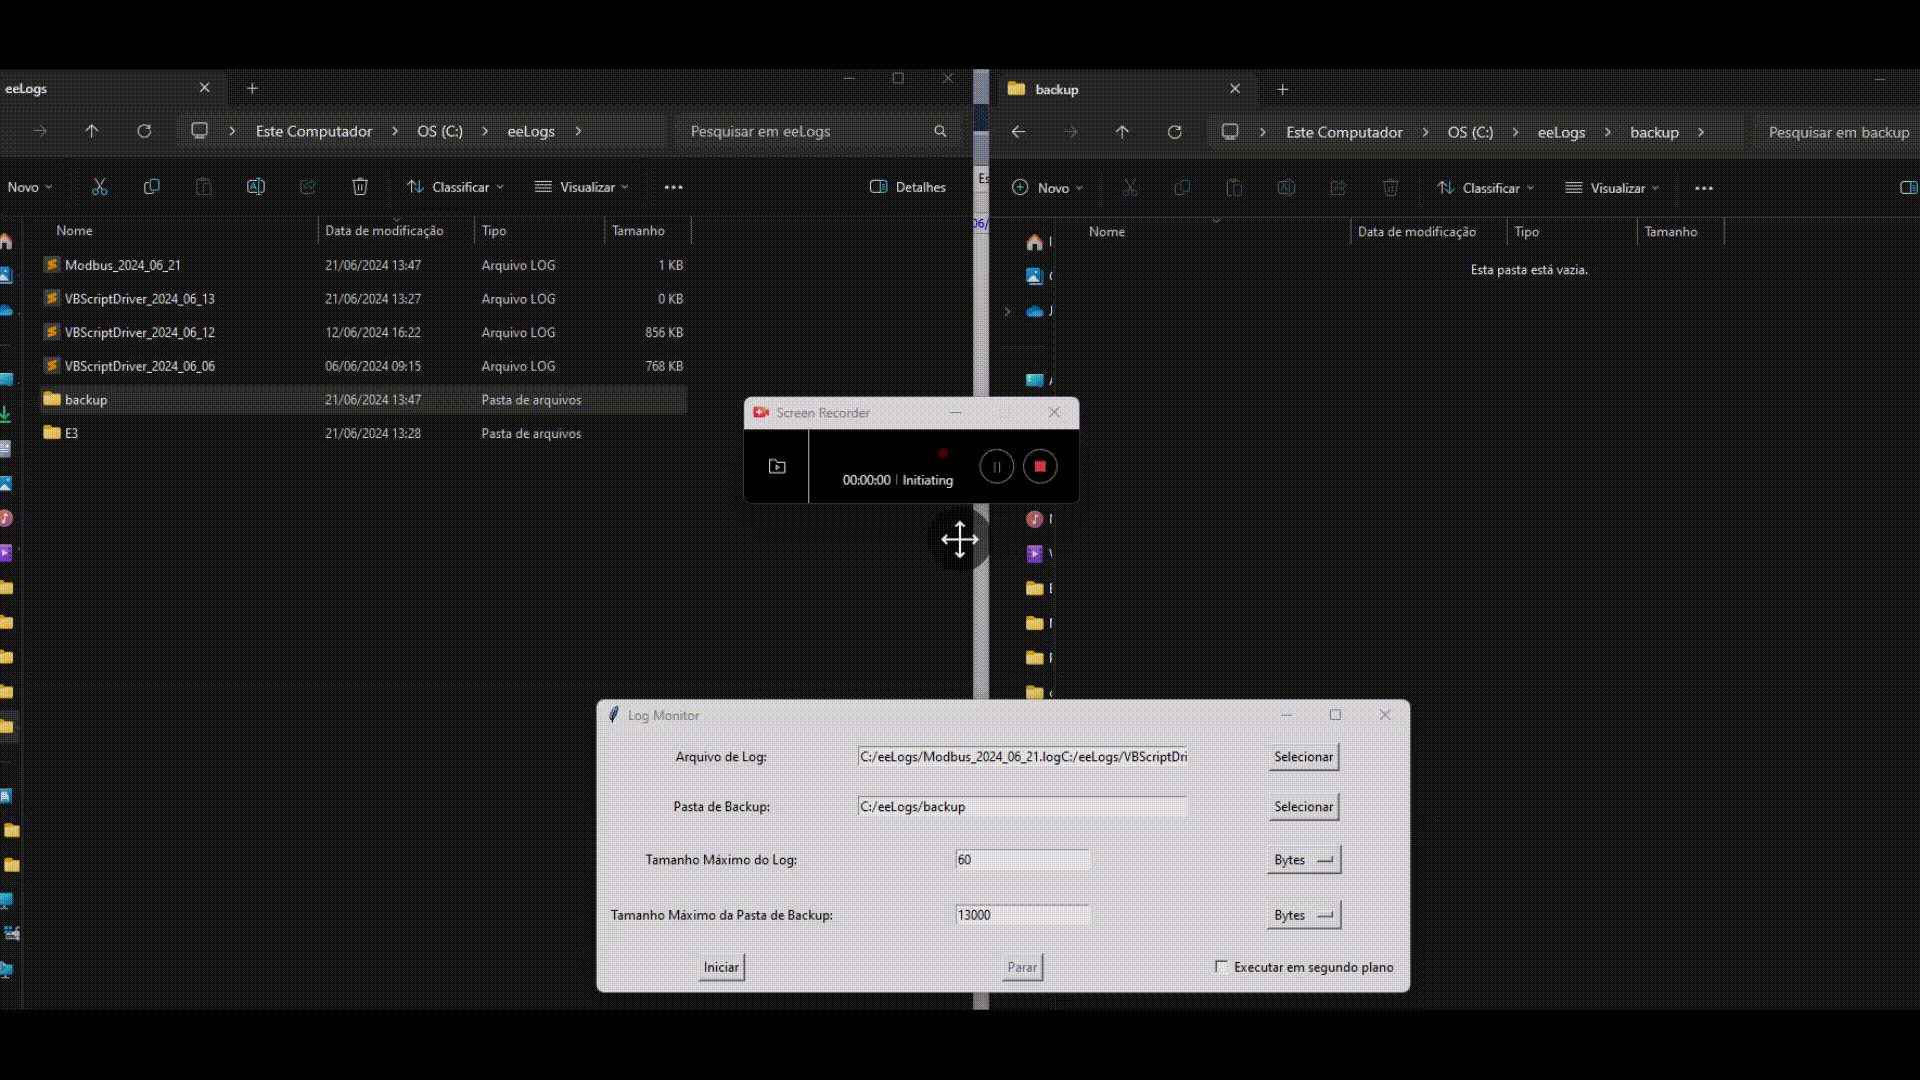 eeLogs
Este Computador > OS (C:) > eeLogs >
Pesquisar em eeLogs
Novo
Classificar
Visualizar
Detalhes
Nome
Data de modificação
Tipo
Tamanho
Modbus_2024_06_21 21/06/2024 13:47 Arquivo LOG 1 KB
VBScriptDriver_2024_06_13 21/06/2024 13:27 Arquivo LOG 0 KB
VBScriptDriver_2024_06_12 12/06/2024 16:22 Arquivo LOG 856 KB
VBScriptDriver_2024_06_06 06/06/2024 09:15 Arquivo LOG 768 KB
backup 21/06/2024 13:47 Pasta de arquivos
E3 21/06/2024 13:28 Pasta de arquivos
Es
06/
backup
Este Computador > OS (C:) > eeLogs > backup >
Pesquisar em backup
Novo
Classificar
Visualizar
Nome
Data de modificação
Tipo
Tamanho
Esta pasta está vazia.
Screen Recorder
00:00:00 | Initiating
Log Monitor
Arquivo de Log: C:/eeLogs/Modbus_2024_06_21.logC:/eeLogs/VBScriptDri Selecionar
Pasta de Backup: C:/eeLogs/backup Selecionar
Tamanho Máximo do Log: 60 Bytes
Tamanho Máximo da Pasta de Backup: 13000 Bytes
Iniciar
Parar
Executar em segundo plano